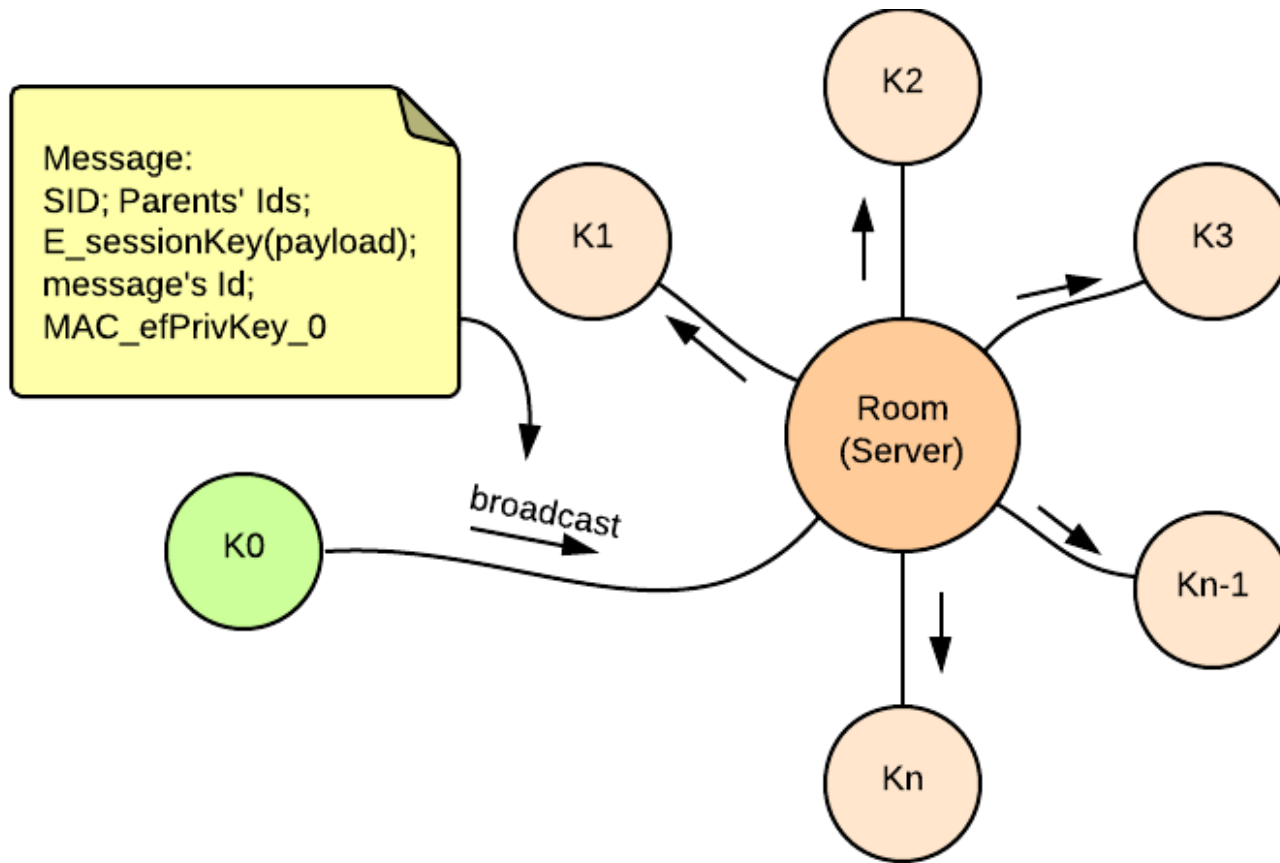 Message:
SID; Parents' Ids;
E_sessionKey(payload);
message's Id;
MAC_efPrivKey_0
K0
broadcast
K1
K2
K3
Room
(Server)
Kn-1
Kn